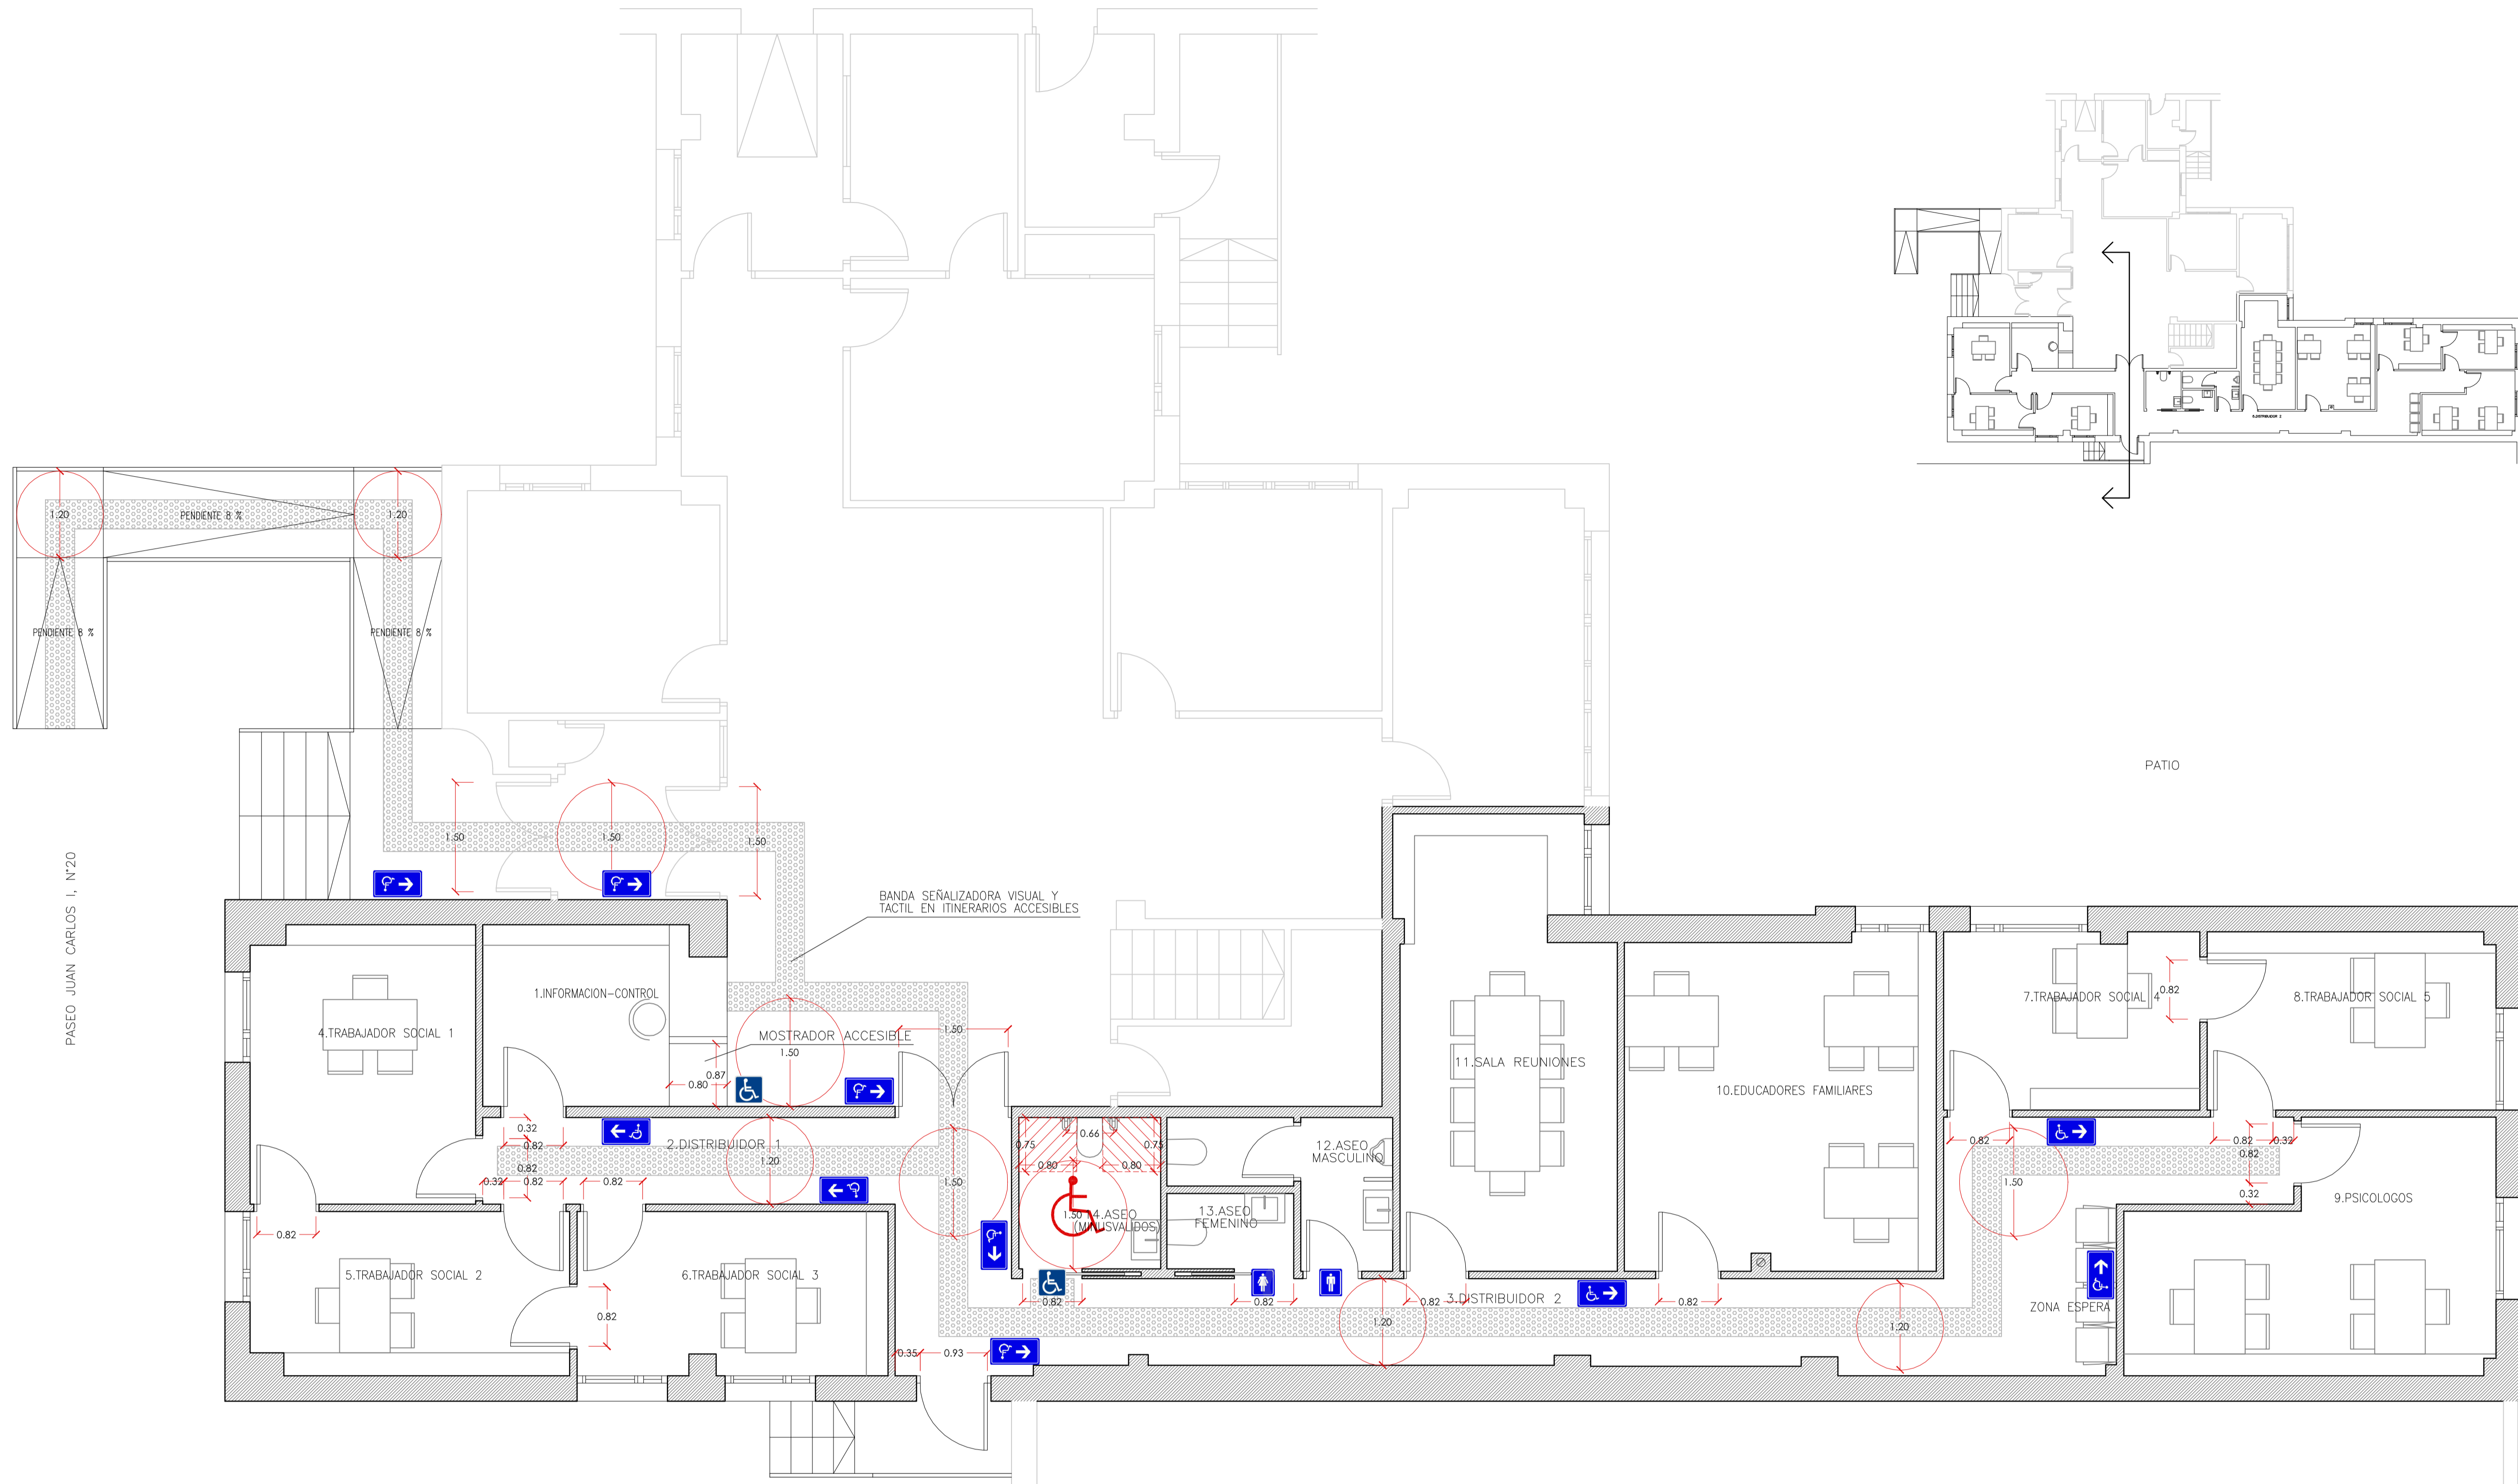 1.20
PENDIENTE 8 %
1.20
PENDIENTE 8 %
PENDIENTE 8 %
PATIO
1.50
1.50
1.50
PASEO JUAN CARLOS I, Nº20
BANDA SEÑALIZADORA VISUAL Y
TACTIL EN ITINERARIOS ACCESIBLES
1.INFORMACION-CONTROL
4.TRABAJADOR SOCIAL 1
MOSTRADOR ACCESIBLE
1.50
1.50
0.87
0.80
7.TRABAJADOR SOCIAL 4
0.82
8.TRABAJADOR SOCIAL 5
11.SALA REUNIONES
10.EDUCADORES FAMILIARES
0.32
0.82
0.82
2.DISTRIBUIDOR 1
1.20
0.32
0.82
0.82
0.82
1.50
0.75
0.66
0.75
0.80
0.80
12.ASEO
MASCULINO
1.50
14.ASEO
(MINUSVALIDOS)
13.ASEO
FEMENINO
0.82
0.82
0.32
0.82
0.32
1.50
9.PSICOLOGOS
5.TRABAJADOR SOCIAL 2
6.TRABAJADOR SOCIAL 3
0.82
0.82
0.82
0.82
3.DISTRIBUIDOR 2
0.82
ZONA ESPERA
1.20
1.20
0.35
0.93
3.DISTRIBUIDOR 2